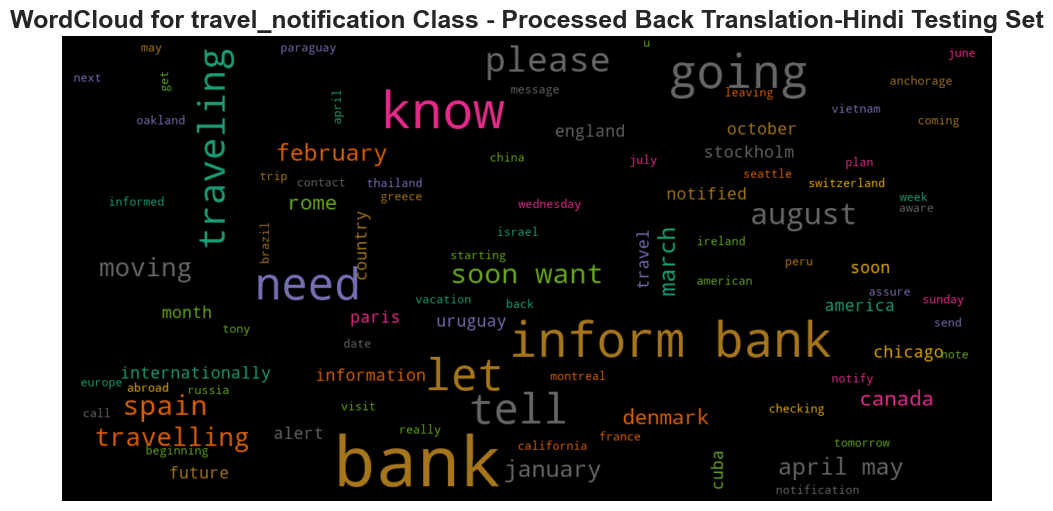 WordCloud for travel_notification Class - Processed Back Translation-Hindi Testing Set
may
paraguay
u
june
next
get
traveling
please
going
anchorage
message
leaving
april
know
vietnam
oakland
england
october
coming
february
china
july
stockholm
plan
trip
contact
thailand
seattle
switzerland
informed
rome
greece
notified
week
aware
wednesday
august
brazil
country
israel
travel
march
ireland
moving
need
starting
soon want
american
peru
soon
vacation
back
assure
sunday
month
paris
uruguay
america
send
tony
date
inform bank
chicago
note
internationally
information
let
montreal
notify
europe
abroad
russia
call
spain
visit
tell
denmark
checking
canada
travelling
alert
really
california
france
tomorrow
beginning
future
bank
january
cuba
april may
notification